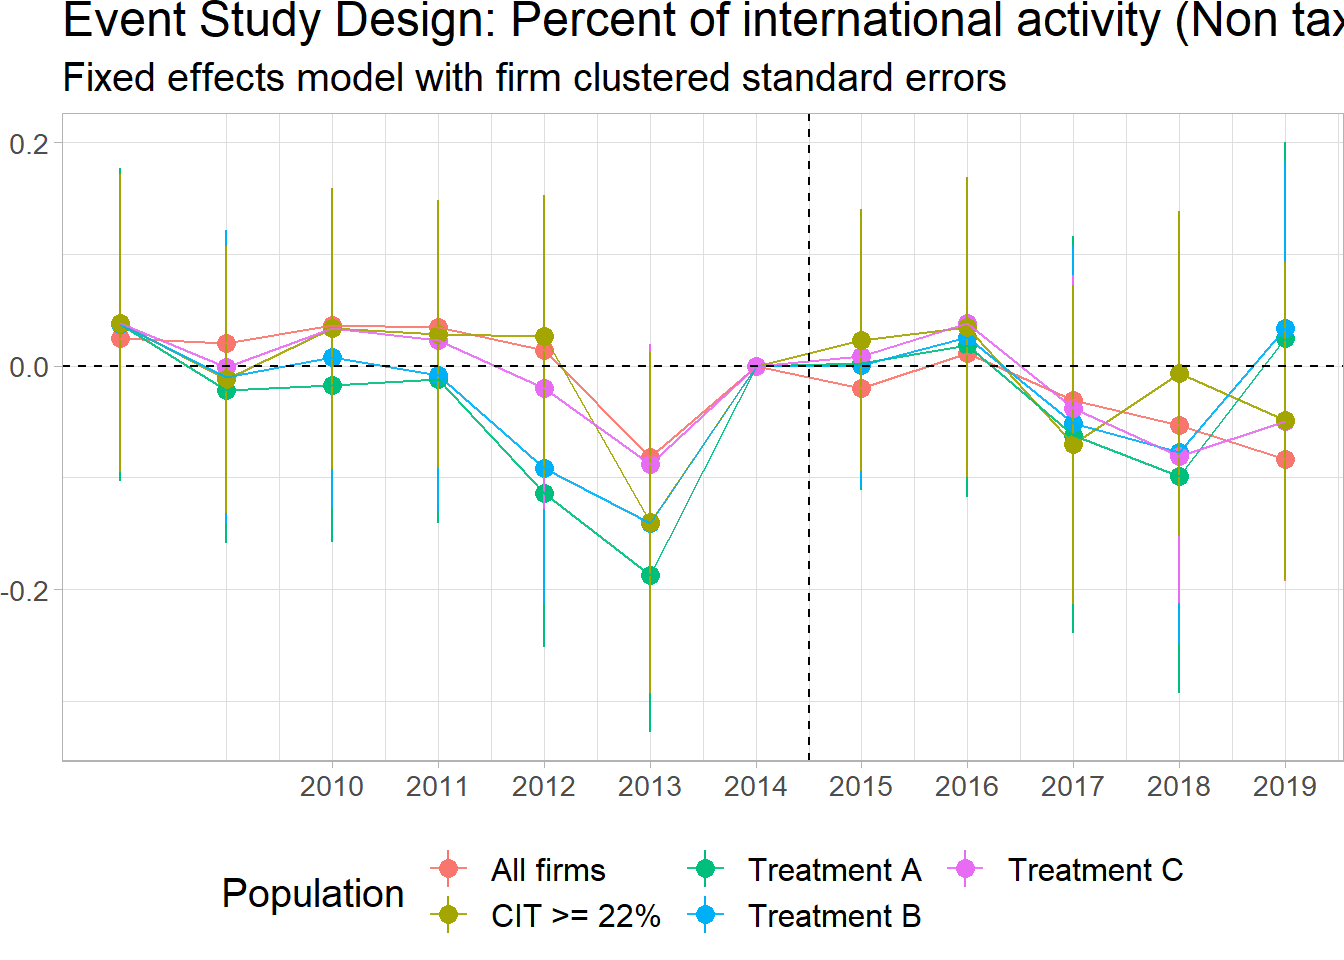 Event Study Design: Percent of international activity (Non tax
Fixed effects model with firm clustered standard errors
0.2
0.0
-0.2
2010 2011 2012 2013 2014 2015 2016 2017 2018 2019
Population
All firms Treatment A Treatment C
CIT >= 22% Treatment B